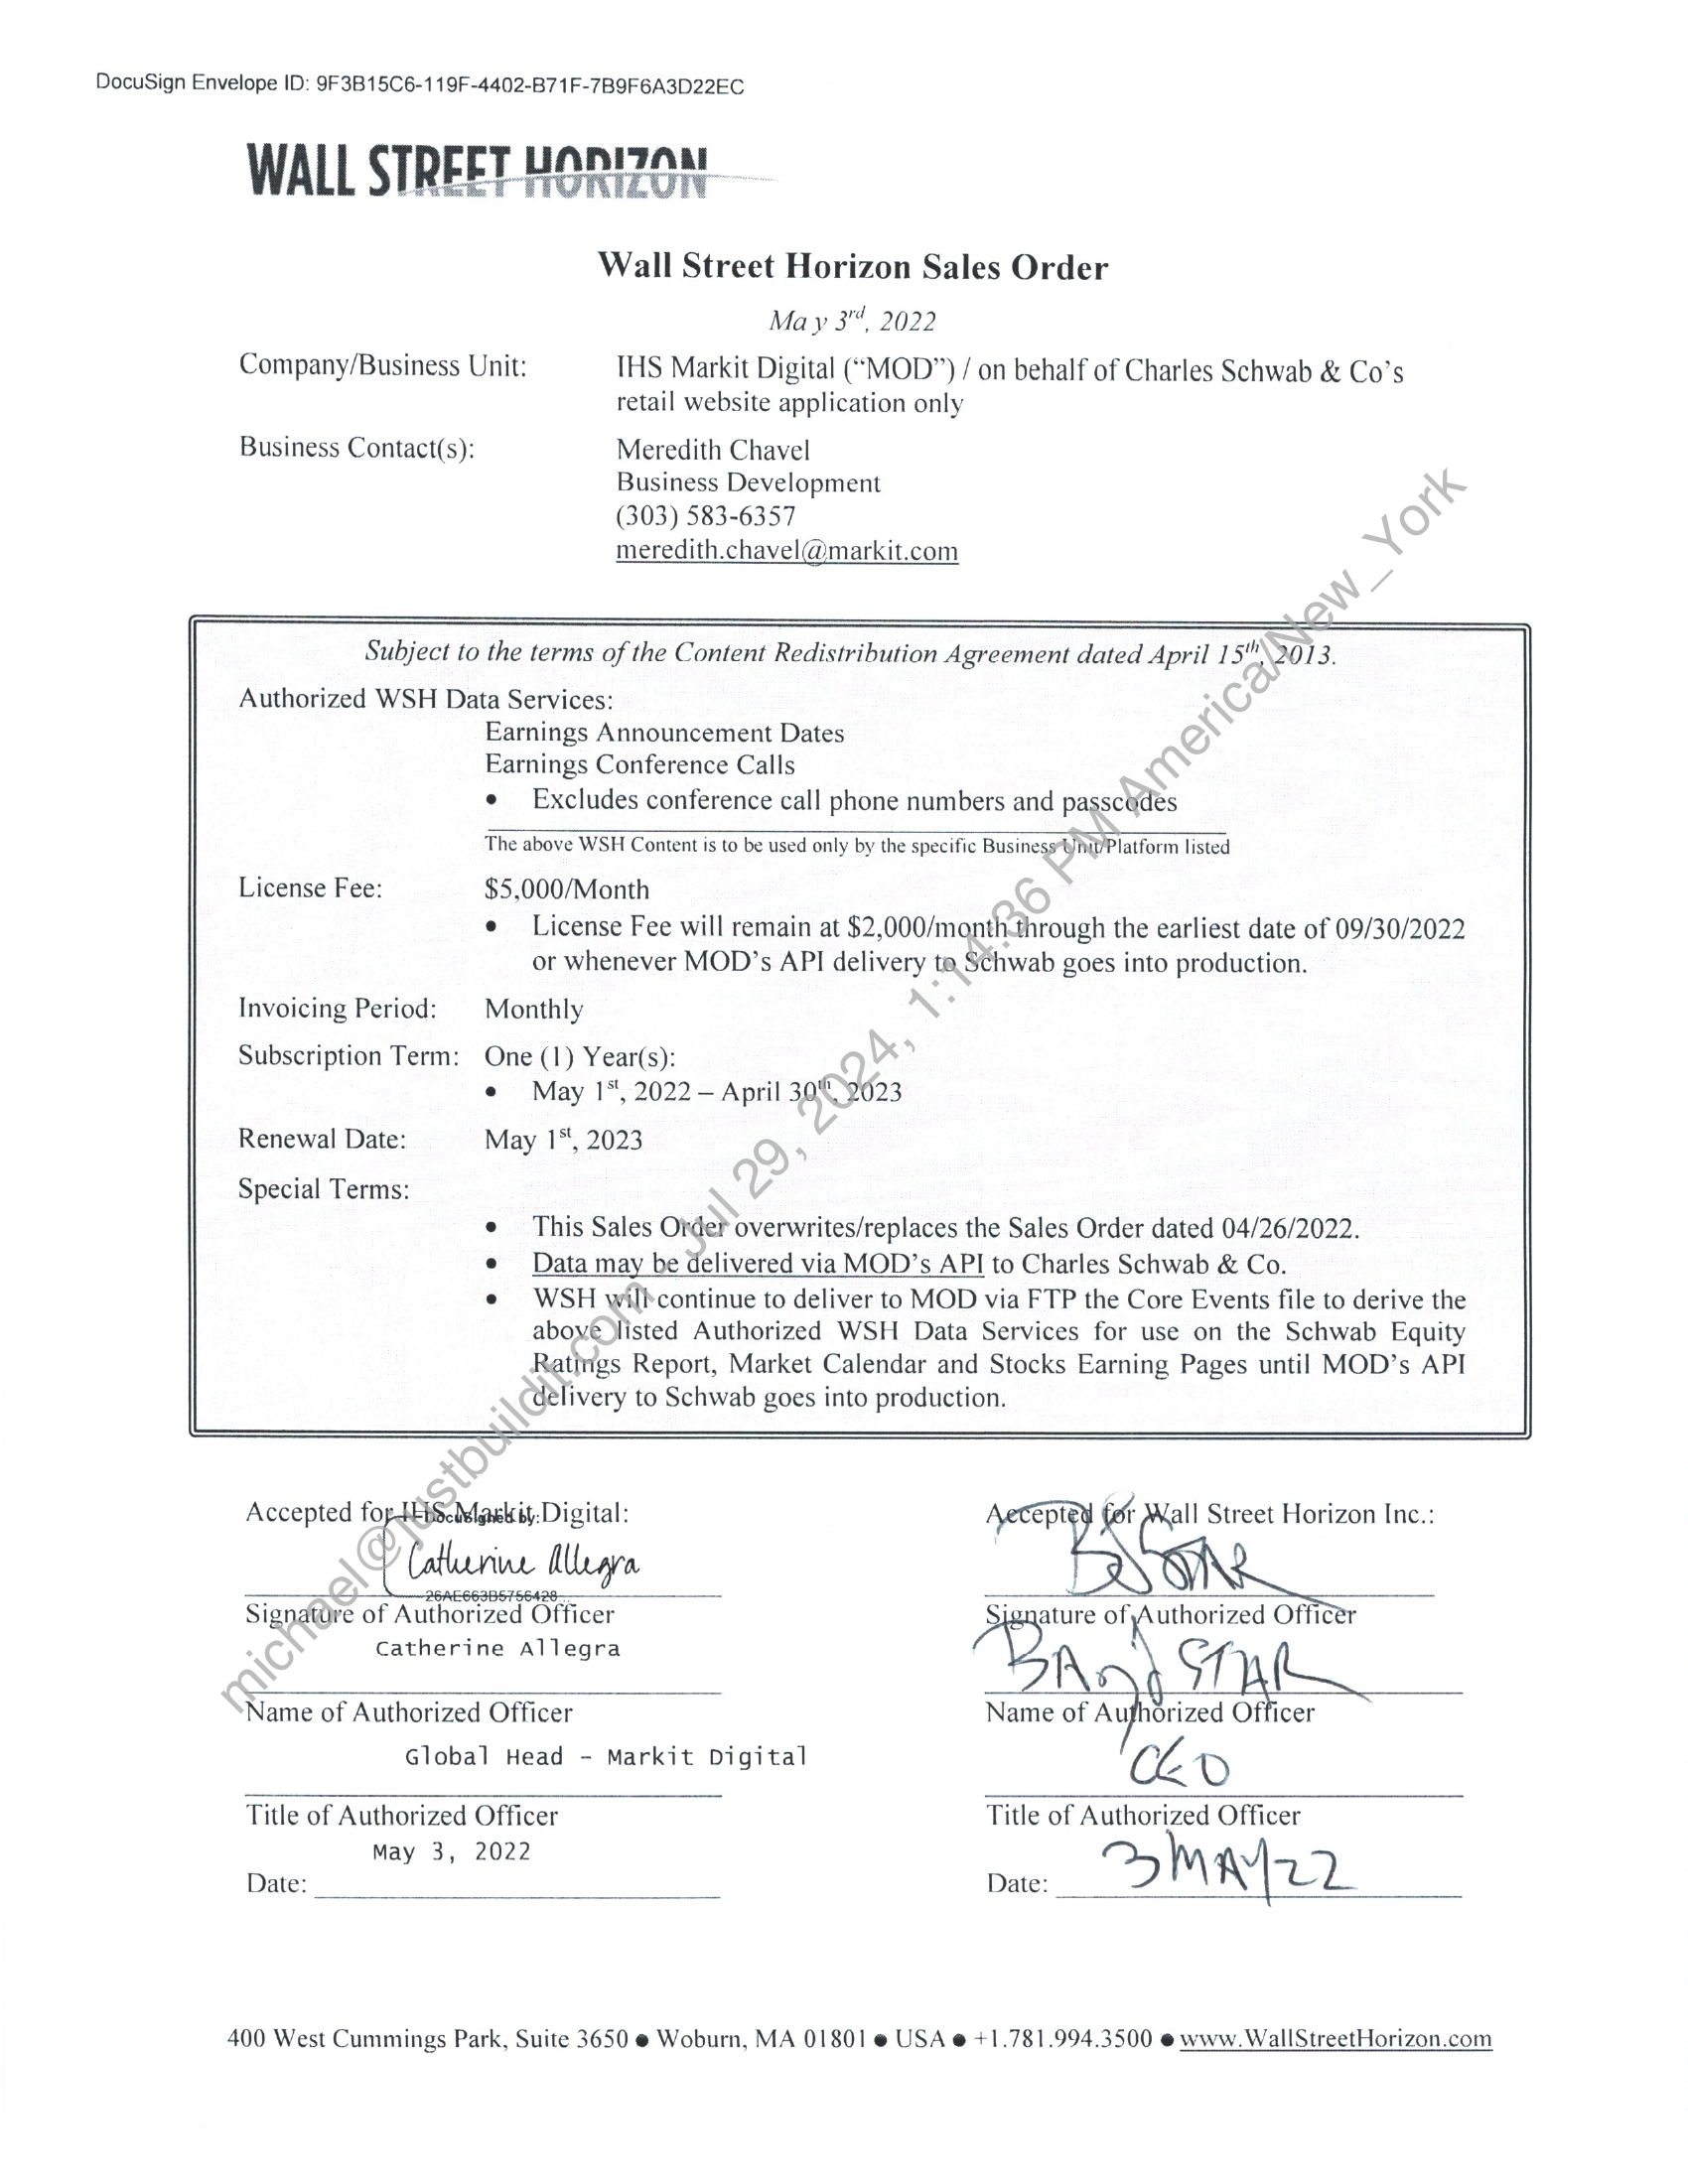 DocuSign Envelope ID: 9F3B15C6-119F-4402-B71F-7B9F6A3D22EC
WALL STREET HORIZON
Wall Street Horizon Sales Order
May 3rd, 2022
Company/Business Unit: IHS Markit Digital (“MOD”) / on behalf of Charles Schwab & Co’s
retail website application only
Business Contact(s): Meredith Chavel
Business Development
(303) 583-6357
meredith.chavel@markit.com
Subject to the terms of the Content Redistribution Agreement dated April 15th, 2013.
Authorized WSH Data Services:
Earnings Announcement Dates
Earnings Conference Calls
• Excludes conference call phone numbers and passcodes
The above WSH Content is to be used only by the specific Business Unit/Platform listed
License Fee: $5,000/Month
• License Fee will remain at $2,000/month through the earliest date of 09/30/2022
or whenever MOD’s API delivery to Schwab goes into production.
Invoicing Period: Monthly
Subscription Term: One (1) Year(s):
• May 1st, 2022 – April 30th, 2023
Renewal Date: May 1st, 2023
Special Terms:
• This Sales Order overwrites/replaces the Sales Order dated 04/26/2022.
• Data may be delivered via MOD’s API to Charles Schwab & Co.
• WSH will continue to deliver to MOD via FTP the Core Events file to derive the
above listed Authorized WSH Data Services for use on the Schwab Equity
Ratings Report, Market Calendar and Stocks Earning Pages until MOD’s API
delivery to Schwab goes into production.
michael@justbuildit.com - Jul 29, 2024, 1:14:36 PM America/New_York
Accepted for IHS Markit Digital:
DocuSigned by:
Catherine Allegra
26AE663B5756428...
Signature of Authorized Officer
Catherine Allegra
Name of Authorized Officer
Global Head - Markit Digital
Title of Authorized Officer
May 3, 2022
Date:
Accepted for Wall Street Horizon Inc.:
Signature of Authorized Officer
STAR
Name of Authorized Officer
CEO
Title of Authorized Officer
3 MAY 22
Date:
400 West Cummings Park, Suite 3650 ● Woburn, MA 01801 ● USA ● +1.781.994.3500 ● www.WallStreetHorizon.com